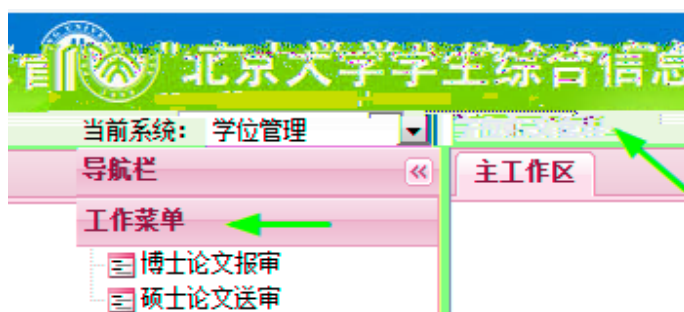 北京大学学生综合信息
当前系统： 学位管理
导航栏
主工作区
工作菜单
博士论文报审
硕士论文送审